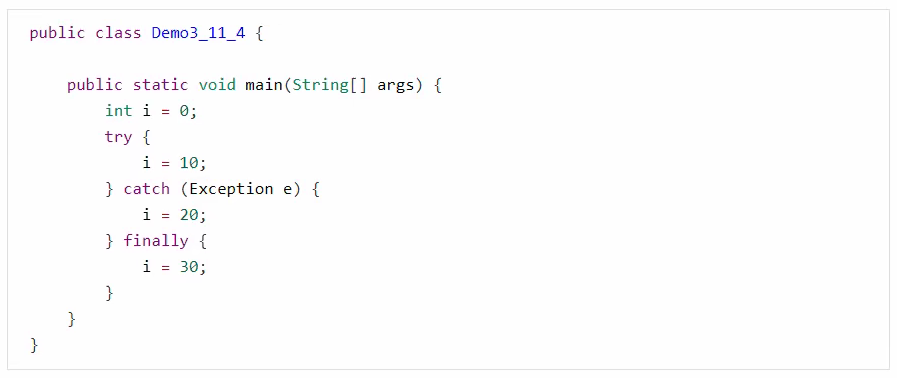 public class Demo3_11_4 {
    public static void main(String[] args) {
        int i = 0;
        try {
            i = 10;
        } catch (Exception e) {
            i = 20;
        } finally {
            i = 30;
        }
    }
}